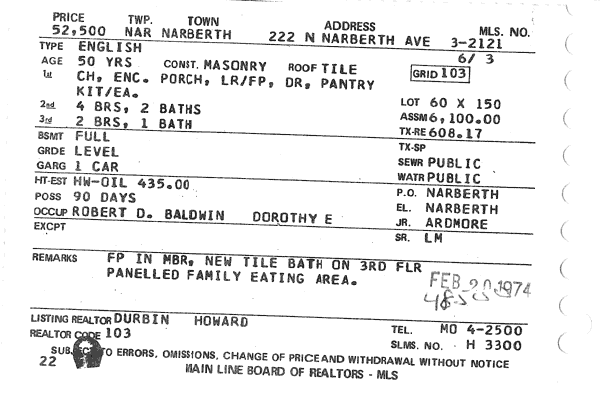 PRICE TWP. TOWN ADDRESS MLS. NO.
52,500 NAR NARBERTH 222 N NARBERTH AVE 3-2121
TYPE ENGLISH 6/ 3
AGE 50 YRS CONST. MASONRY ROOF TILE GRID 103
1st CH, ENC. PORCH, LR/FP, DR, PANTRY
KIT/EA.
LOT 60 X 150
2nd 4 BRS, 2 BATHS
ASSM 6,100.00
3rd 2 BRS, 1 BATH
TX-RE 608.17
BSMT FULL
TX-SP
GRDE LEVEL
SEWR PUBLIC
GARG 1 CAR
WATR PUBLIC
HT-EST HW-OIL 435.00
P.O. NARBERTH
POSS 90 DAYS
EL. NARBERTH
OCCUP ROBERT D. BALDWIN DOROTHY E
JR. ARDMORE
EXCPT
SR. LM
REMARKS FP IN MBR, NEW TILE BATH ON 3RD FLR
PANELLED FAMILY EATING AREA.
FEB 20 1974
LISTING REALTOR DURBIN HOWARD
TEL. MO 4-2500
REALTOR CODE 103
SLMS. NO. H 3300
TO ERRORS, OMISSIONS, CHANGE OF PRICE AND WITHDRAWAL WITHOUT NOTICE
22 MAIN LINE BOARD OF REALTORS - MLS